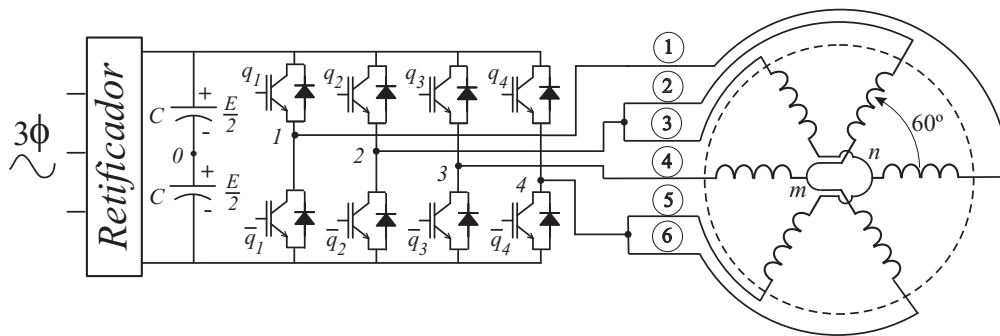 3ϕ
Retificador
C
+
-
E/2
0
C
+
-
E/2
q1
q2
q3
q4
1
2
3
4
q̅1
q̅2
q̅3
q̅4
①
②
③
④
⑤
⑥
60º
n
m